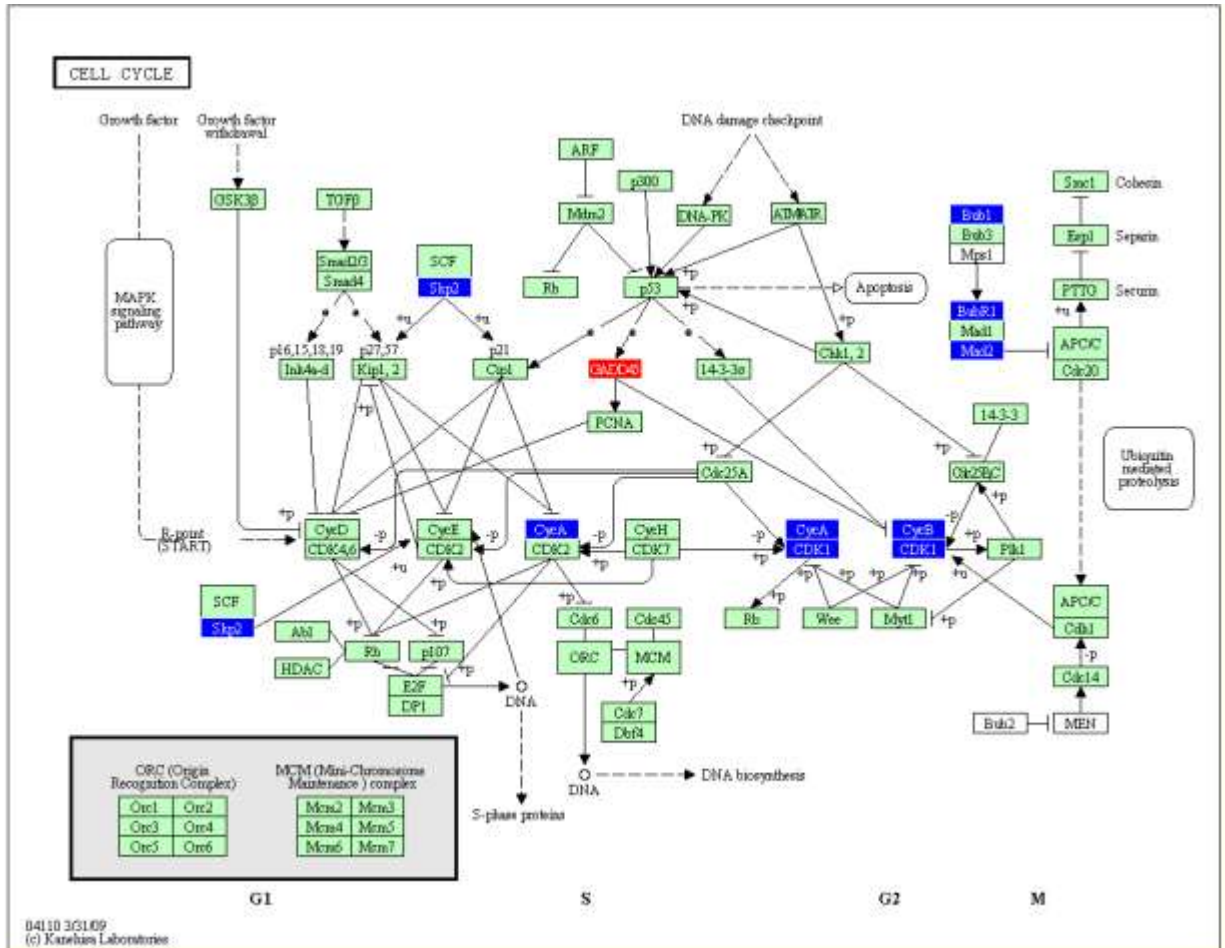 CELL CYCLE
Growth factor
Growth factor
withdrawal
DNA damage checkpoint
ARF
p300
Smc1
Cohesin
GSK3β
TGFβ
Mdm2
DNA-PK
ATM/ATR
Bub1
Bub3
Mps1
Esp1
Separin
SCF
Skp2
Smad2/3
Smad4
Rb
p53
+p
+p
Apoptosis
MAPK
signaling
pathway
PTTG
Securin
BubR1
Mad1
Mad2
+u
+u
+p
+u
p16,15,18,19
p27,57
p21
Ink4a-d
Kip1, 2
Cip1
GADD45
14-3-3σ
Chk1, 2
APC/C
Cdc20
+p
PCNA
14-3-3
+p
+p
Cdc25A
Cdc25B,C
Ubiquitin
mediated
proteolysis
+p
R-point
(START)
CycD
CDK4,6
-p
CycE
CDK2
-p
CycA
CDK2
-p
+p
CycH
CDK7
-p
+p
CycA
CDK1
CycB
CDK1
-p
+p
+p
Plk1
+u
+p
+u
SCF
Skp2
+p
+p
+p
+p
+p
+p
+p
Cdc6
Cdc45
Rb
Wee
Myt1
+p
APC/C
Cdh1
Abl
HDAC
Rb
p107
ORC
MCM
-p
+p
E2F
DP1
DNA
+p
Cdc7
Dbf4
Cdc14
Bub2
MEN
ORC (Origin
Recognition Complex)
MCM (Mini-Chromosome
Maintenance ) complex
DNA
DNA biosynthesis
S-phase proteins
Orc1 Orc2
Orc3 Orc4
Orc5 Orc6
Mcm2 Mcm3
Mcm4 Mcm5
Mcm6 Mcm7
G1
S
G2
M
04110 3/31/09
(c) Kanehisa Laboratories